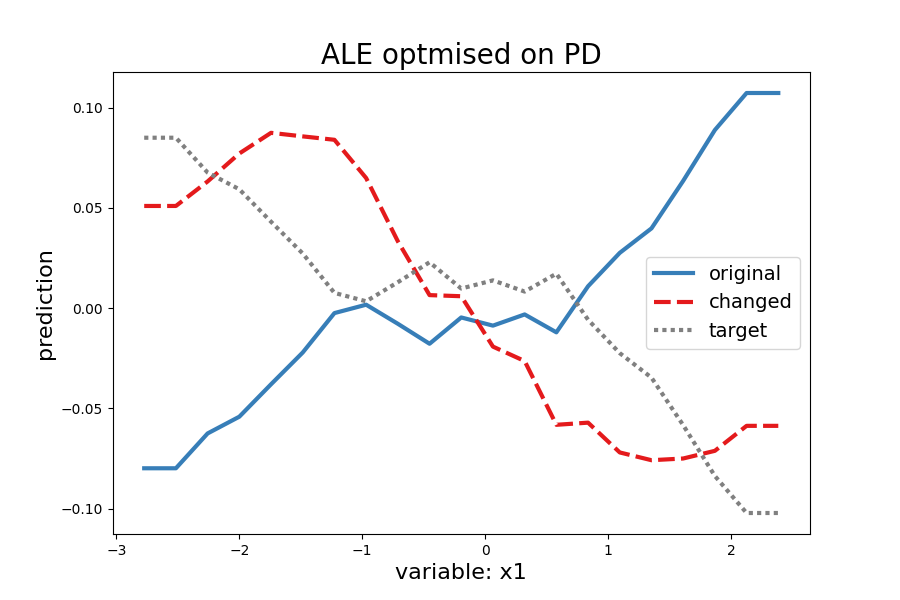 ALE optmised on PD
0.10
0.05
0.00
−0.05
−0.10
prediction
original
changed
target
−3
−2
−1
0
1
2
variable: x1